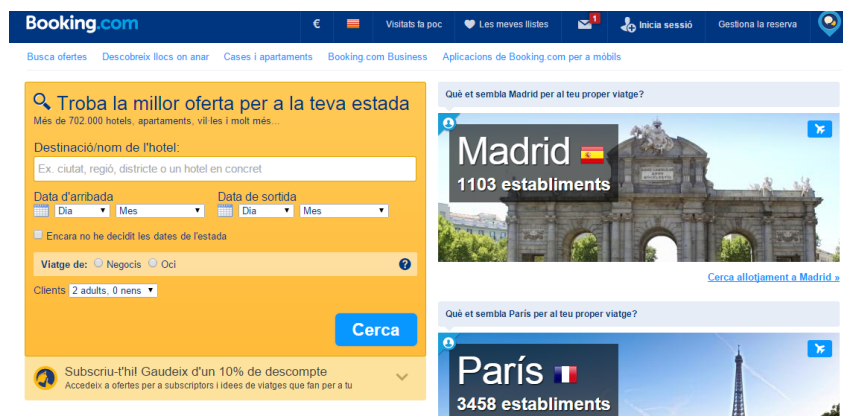 Booking.com
€
Visitats fa poc
Les meves llistes
1
Inicia sessió
Gestiona la reserva
Busca ofertes
Descobreix llocs on anar
Cases i apartaments
Booking.com Business
Aplicacions de Booking.com per a mòbils
Troba la millor oferta per a la teva estada
Més de 702.000 hotels, apartaments, vil·les i molt més...
Destinació/nom de l'hotel:
Ex. ciutat, regió, districte o un hotel en concret
Data d'arribada
Data de sortida
Dia
Mes
Dia
Mes
Encara no he decidit les dates de l'estada
Viatge de: Negocis Oci ?
Clients 2 adults, 0 nens
Cerca
Subscriu-t'hi! Gaudeix d'un 10% de descompte
Accedeix a ofertes per a subscriptors i idees de viatges que fan per a tu
Què et sembla Madrid per al teu proper viatge?
Madrid
1103 establiments
Cerca allotjament a Madrid »
Què et sembla París per al teu proper viatge?
París
3458 establiments